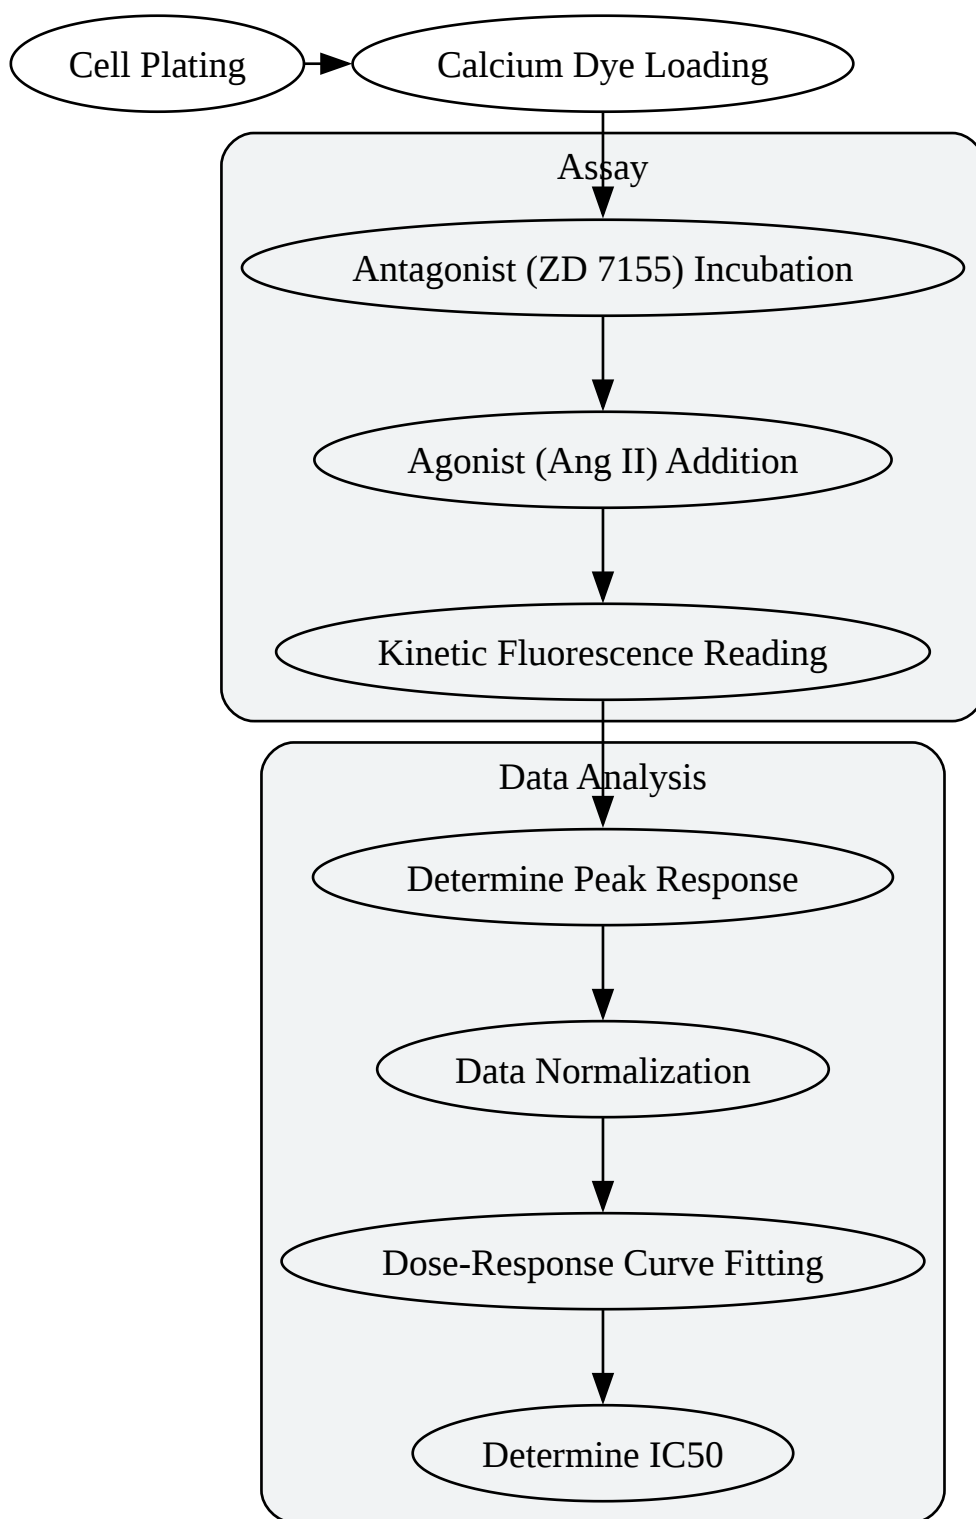 Cell Plating
Calcium Dye Loading
Assay
Antagonist (ZD 7155) Incubation
Agonist (Ang II) Addition
Kinetic Fluorescence Reading
Data Analysis
Determine Peak Response
Data Normalization
Dose-Response Curve Fitting
Determine IC50